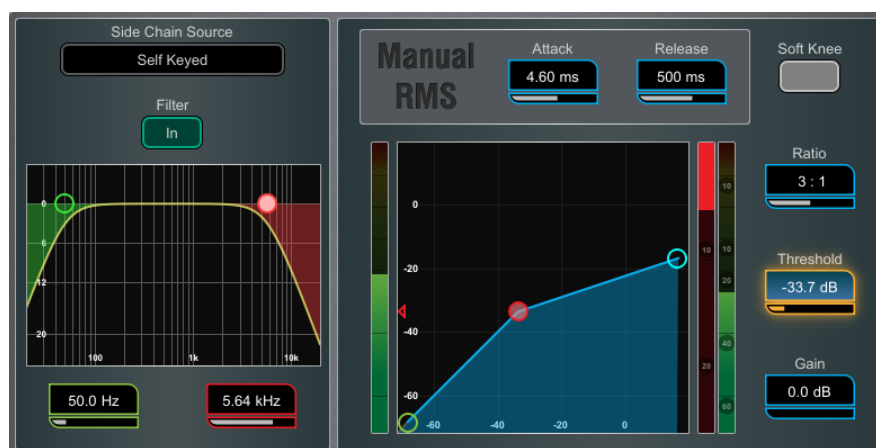 Side Chain Source
Self Keyed
Filter
In
0
6
12
20
100
1k
10k
50.0 Hz
5.64 kHz
Manual
RMS
Attack
4.60 ms
Release
500 ms
Soft Knee
0
-20
-40
-60
-60
-40
-20
0
10
20
10
10
20
40
60
Ratio
3 : 1
Threshold
-33.7 dB
Gain
0.0 dB